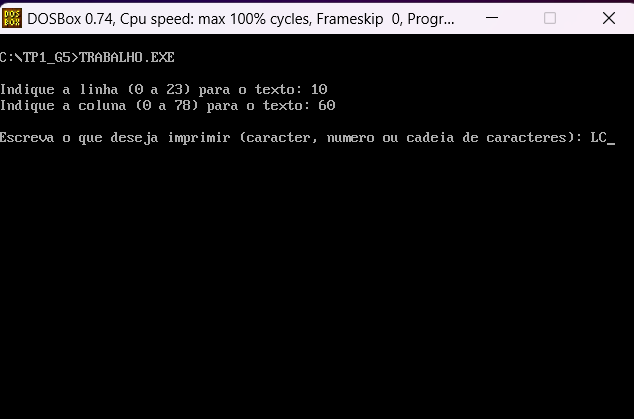 DOS
BOX
DOSBox 0.74, Cpu speed: max 100% cycles, Frameskip  0, Progr...
C:\TP1_G5>TRABALHO.EXE
Indique a linha (0 a 23) para o texto: 10
Indique a coluna (0 a 78) para o texto: 60
Escreva o que deseja imprimir (caracter, numero ou cadeia de caracteres): LC_